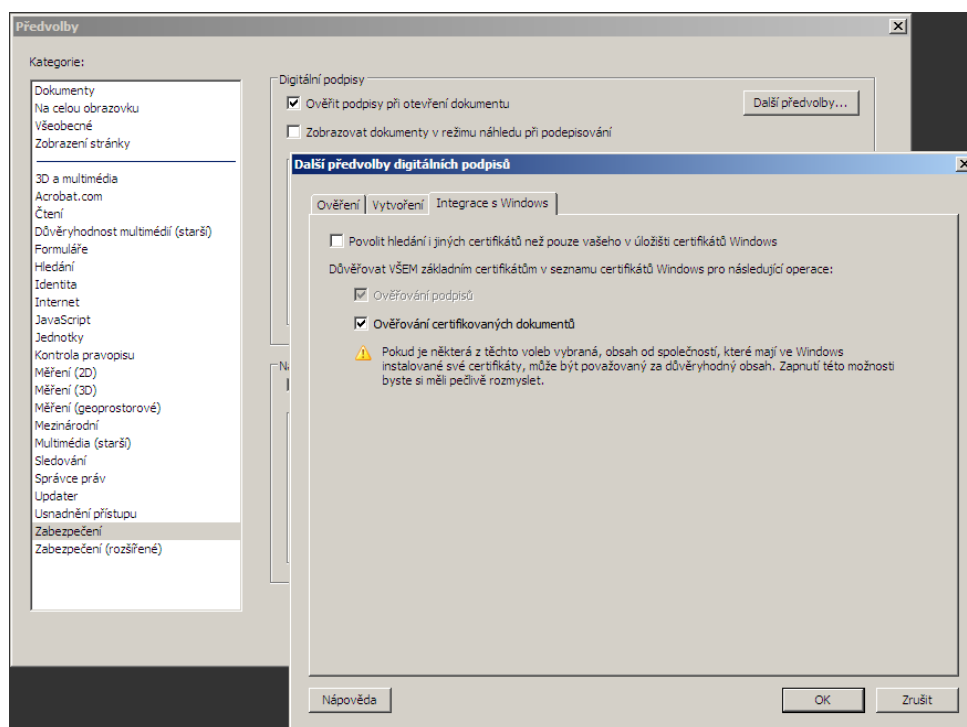 Předvolby
Kategorie:
Dokumenty
Na celou obrazovku
Všeobecné
Zobrazení stránky
3D a multimédia
Acrobat.com
Čtení
Důvěryhodnost multimédií (starší)
Formuláře
Hledání
Identita
Internet
JavaScript
Jednotky
Kontrola pravopisu
Měření (2D)
Měření (3D)
Měření (geoprostorové)
Mezinárodní
Multimédia (starší)
Sledování
Správce práv
Updater
Usnadnění přístupu
Zabezpečení
Zabezpečení (rozšířené)
Digitální podpisy
Ověřit podpisy při otevření dokumentu
Další předvolby...
Zobrazovat dokumenty v režimu náhledu při podepisování
Další předvolby digitálních podpisů
Ověření Vytvoření Integrace s Windows
Povolit hledání i jiných certifikátů než pouze vašeho v úložišti certifikátů Windows
Důvěřovat VŠEM základním certifikátům v seznamu certifikátů Windows pro následující operace:
Ověřování podpisů
Ověřování certifikovaných dokumentů
Pokud je některá z těchto voleb vybraná, obsah od společností, které mají ve Windows
instalované své certifikáty, může být považovaný za důvěryhodný obsah. Zapnutí této možnosti
byste si měli pečlivě rozmyslet.
Nápověda
OK
Zrušit